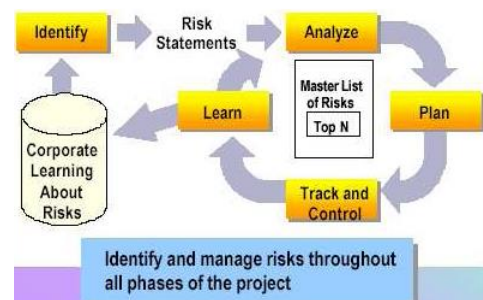 Identify
Risk
Statements
Analyze
Master List
of Risks
Top N
Learn
Plan
Corporate
Learning
About
Risks
Track and
Control
Identify and manage risks throughout
all phases of the project